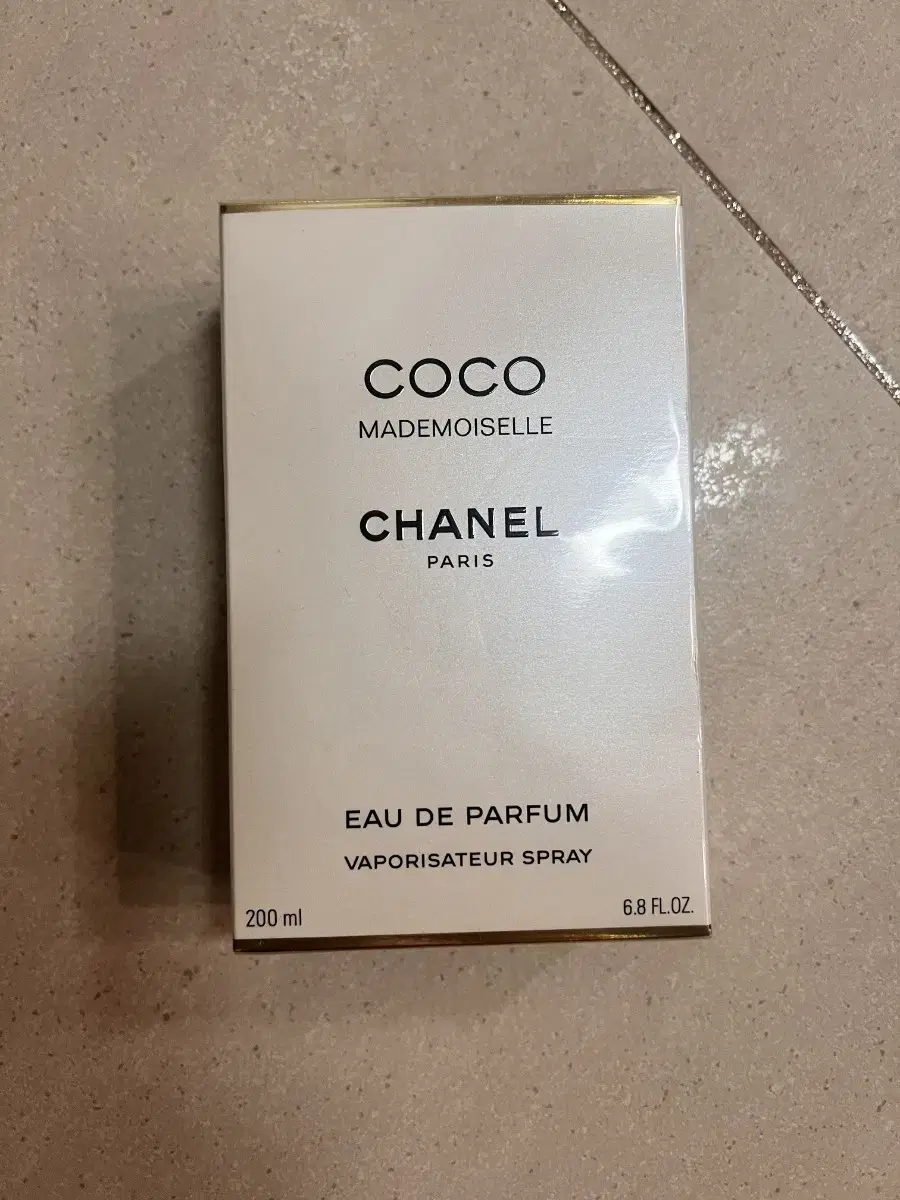 COCO
MADEMOISELLE
CHANEL
PARIS
EAU DE PARFUM
VAPORISATEUR SPRAY
200 ml 6.8 FL.OZ.